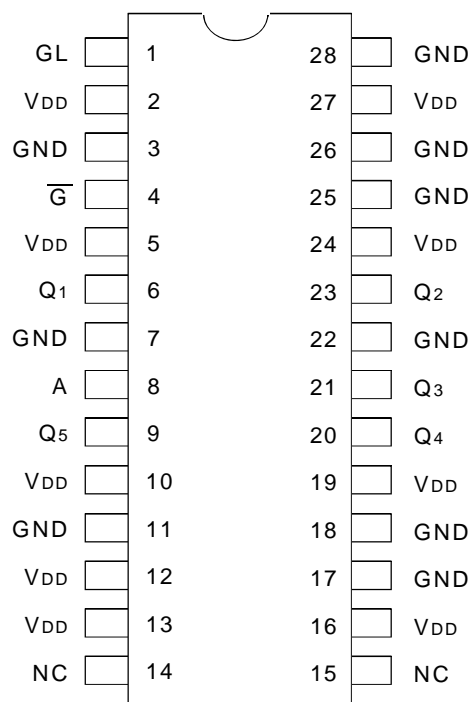 GL 1 28 GND
VDD 2 27 VDD
GND 3 26 GND
G̅ 4 25 GND
VDD 5 24 VDD
Q1 6 23 Q2
GND 7 22 GND
A 8 21 Q3
Q5 9 20 Q4
VDD 10 19 VDD
GND 11 18 GND
VDD 12 17 GND
VDD 13 16 VDD
NC 14 15 NC